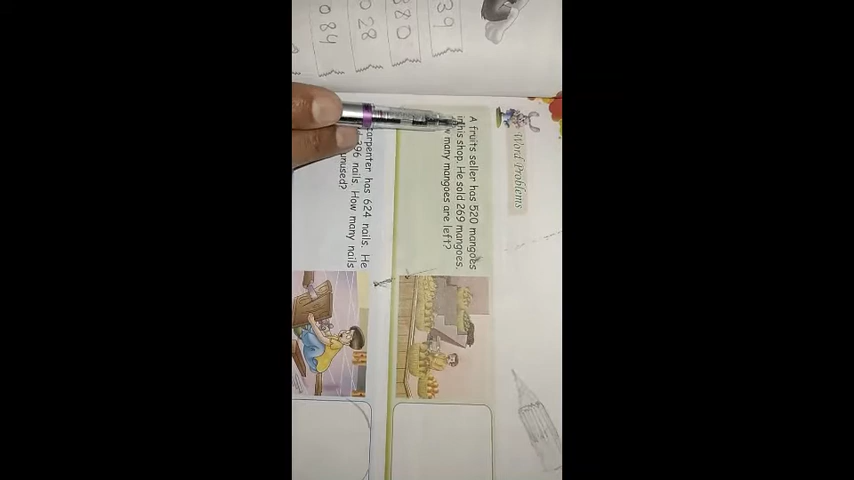 39
880
028
084
Word Problems
A fruits seller has 520 mangoes
in his shop. He sold 269 mangoes.
many mangoes are left?
carpenter has 624 nails. He
396 nails. How many nails
unused?